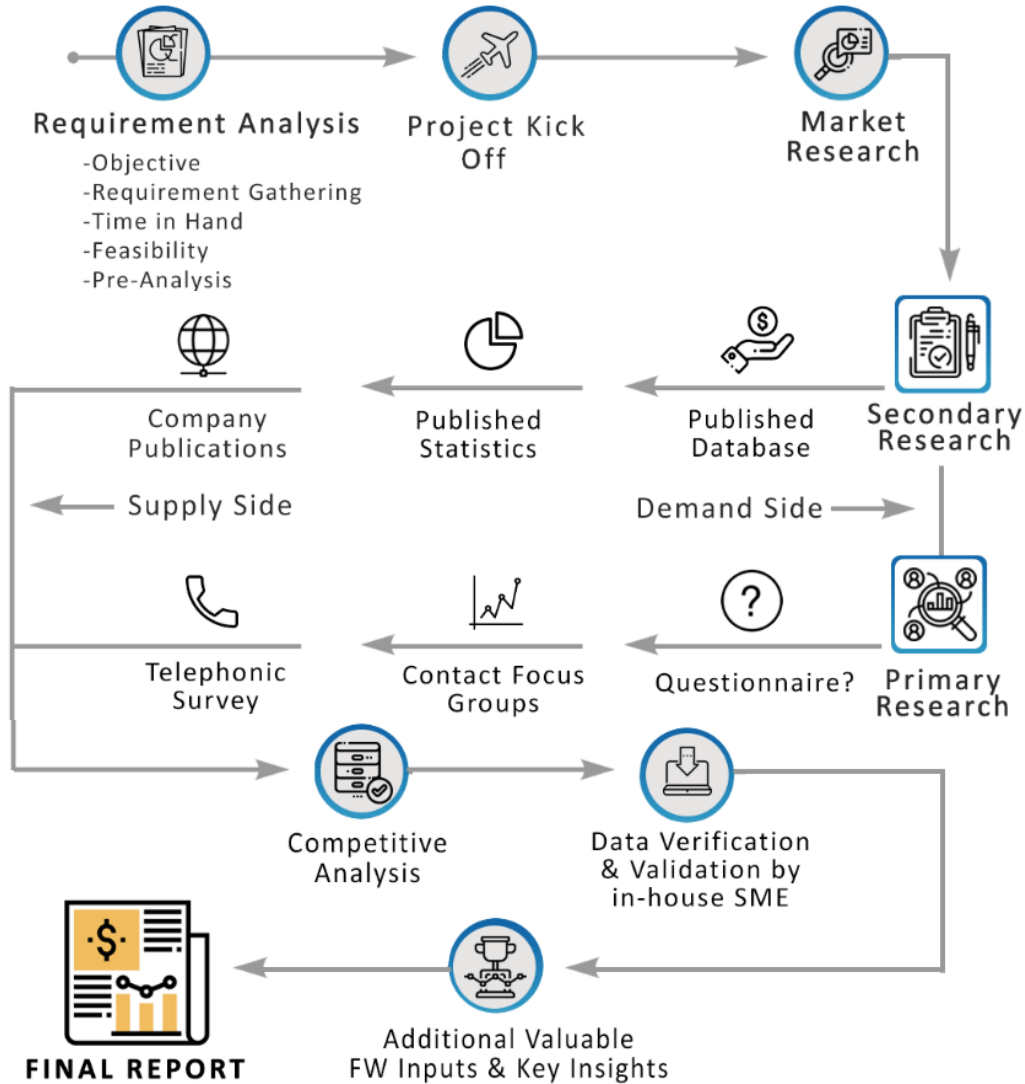 Requirement Analysis
-Objective
-Requirement Gathering
-Time in Hand
-Feasibility
-Pre-Analysis
Project Kick
Off
Market
Research
Company
Publications
Published
Statistics
$
Published
Database
Secondary
Research
Supply Side
Demand Side
Telephonic
Survey
Contact Focus
Groups
?
Questionnaire?
Primary
Research
Competitive
Analysis
Data Verification
& Validation by
in-house SME
$
FINAL REPORT
Additional Valuable
FW Inputs & Key Insights